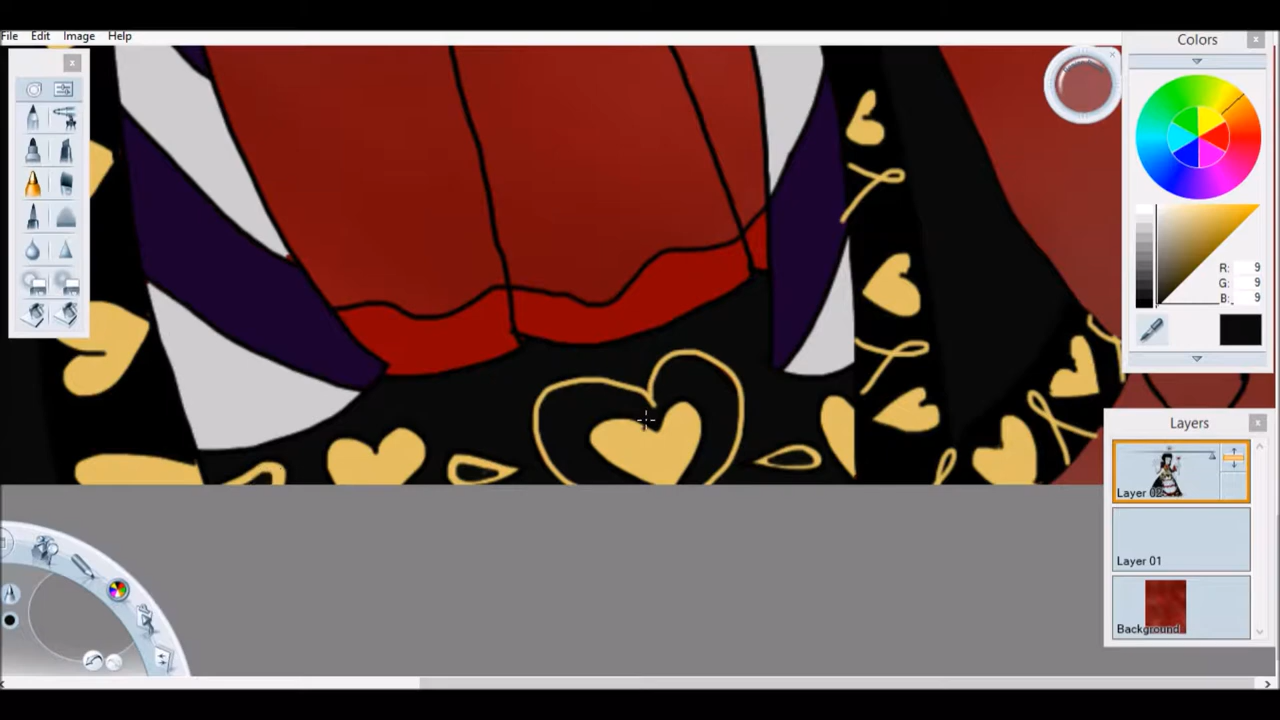 File Edit Image Help
Colors
R: 9
G: 9
B: 9
Layers
Layer 02
Layer 01
Background